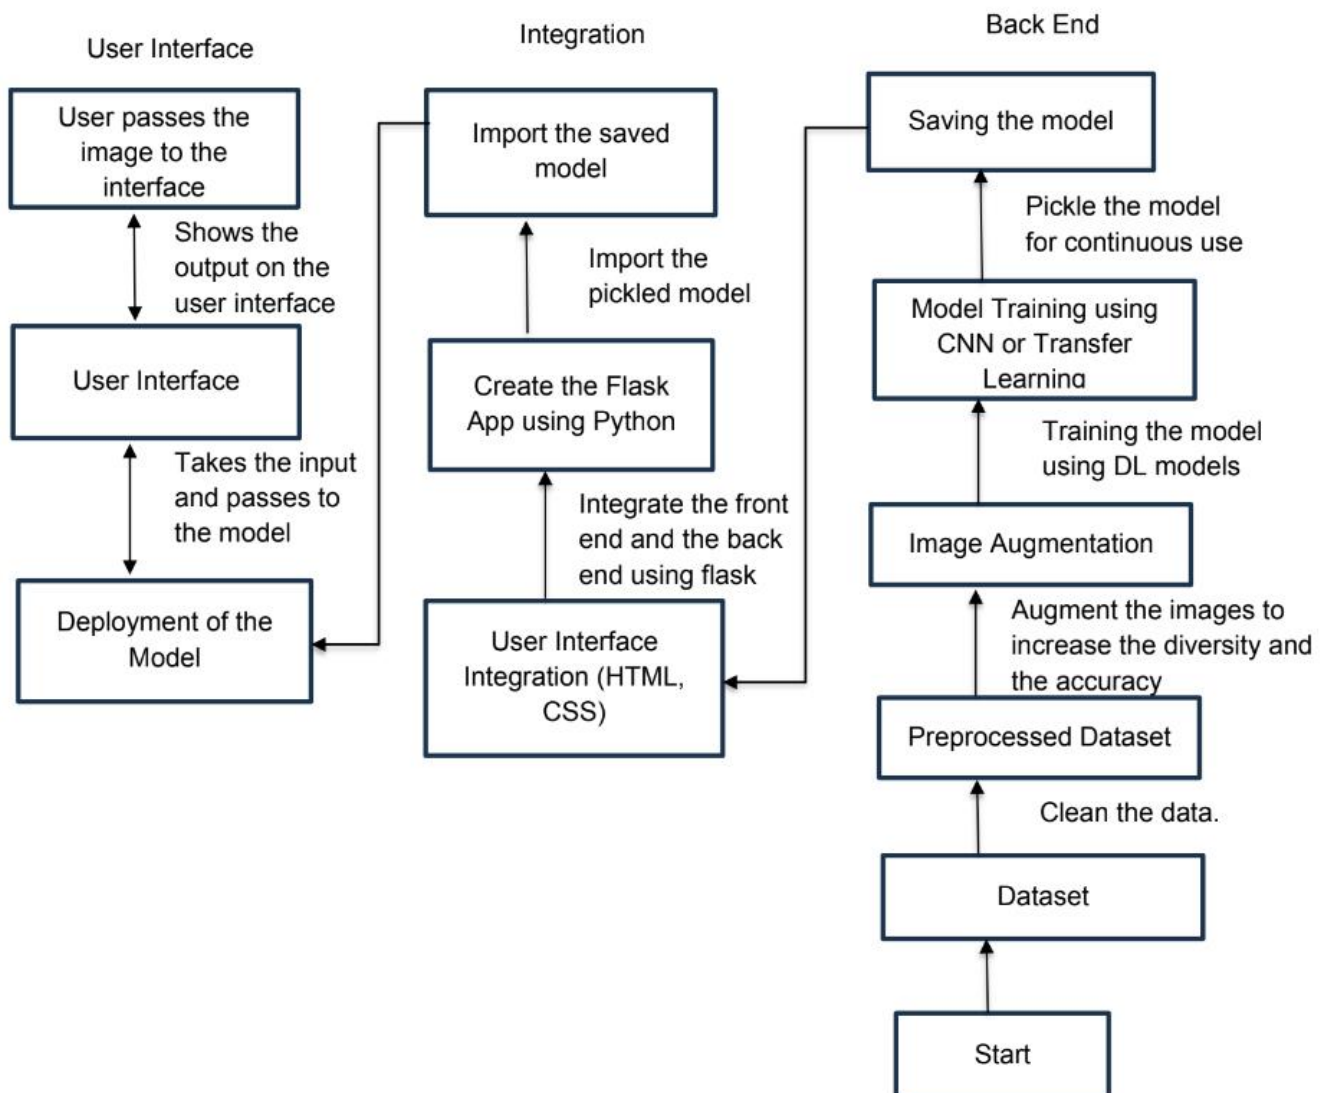 User Interface
User passes the
image to the
interface
Shows the
output on the
user interface
User Interface
Takes the input
and passes to
the model
Deployment of the
Model
Integration
Import the saved
model
Import the
pickled model
Create the Flask
App using Python
Integrate the front
end and the back
end using flask
User Interface
Integration (HTML,
CSS)
Back End
Saving the model
Pickle the model
for continuous use
Model Training using
CNN or Transfer
Learning
Training the model
using DL models
Image Augmentation
Augment the images to
increase the diversity and
the accuracy
Preprocessed Dataset
Clean the data.
Dataset
Start